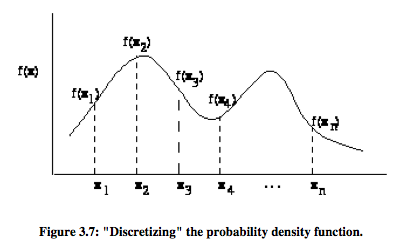 f(x₂)
f(x)
f(x₃)
f(x₁)
f(x₄)
f(xₙ)
x₁ x₂ x₃ x₄ ... xₙ
Figure 3.7: "Discretizing" the probability density function.